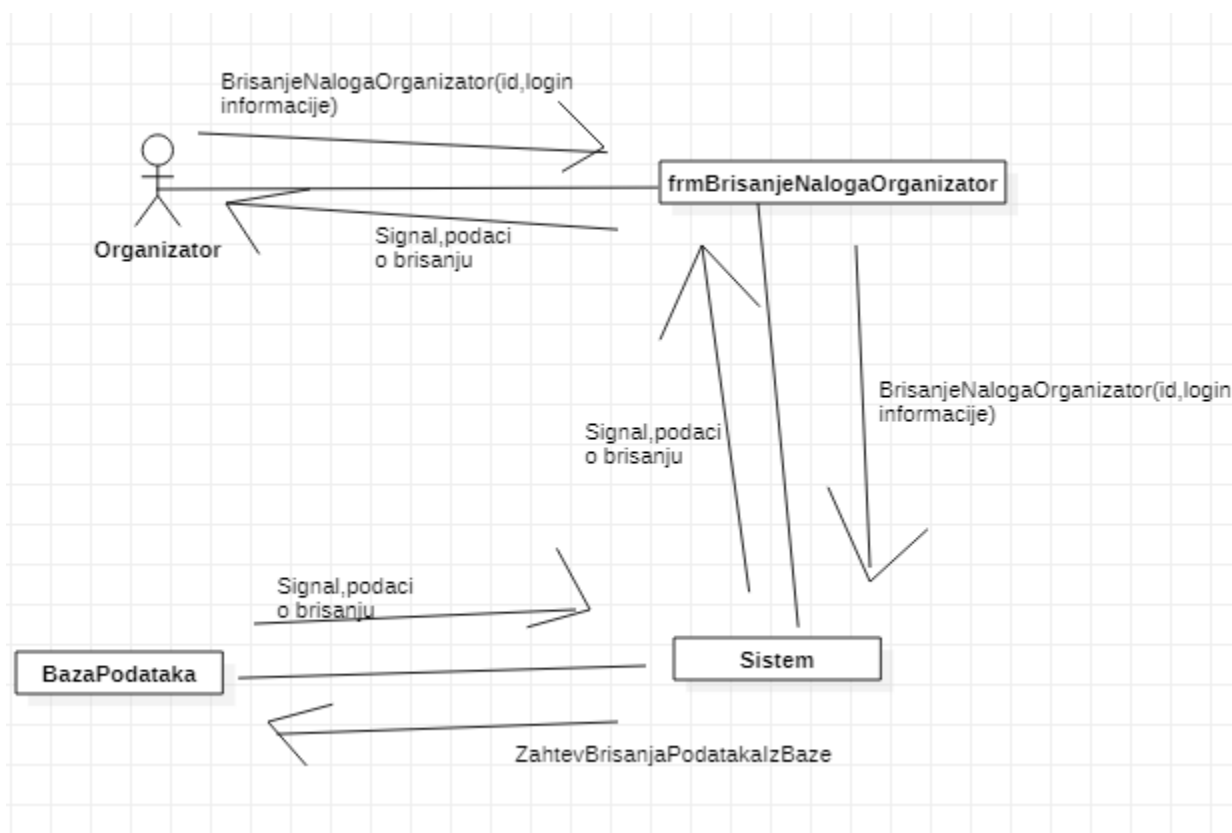 BrisanjeNalogaOrganizator(id,login
informacije)
frmBrisanjeNalogaOrganizator
Organizator
Signal,podaci
o brisanju
BrisanjeNalogaOrganizator(id,login
informacije)
Signal,podaci
o brisanju
Signal,podaci
o brisanju
BazaPodataka
Sistem
ZahtevBrisanjaPodatakaIzBaze